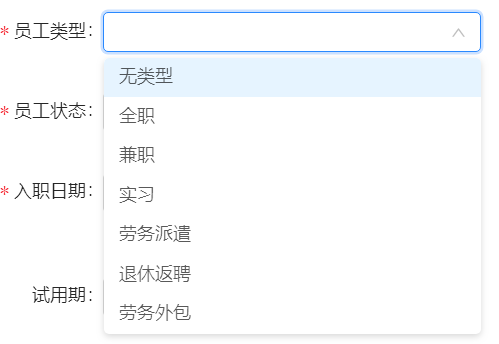 * 员工类型：
无类型
* 员工状态：
全职
兼职
* 入职日期：
实习
劳务派遣
退休返聘
试用期：
劳务外包